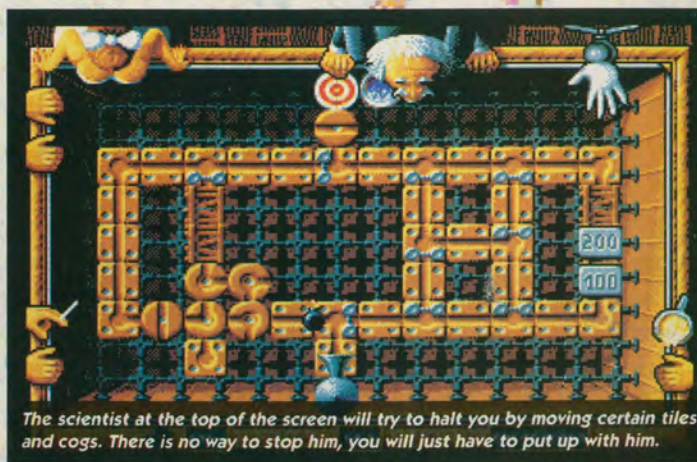 200
100
The scientist at the top of the screen will try to halt you by moving certain tiles
and cogs. There is no way to stop him, you will just have to put up with him.